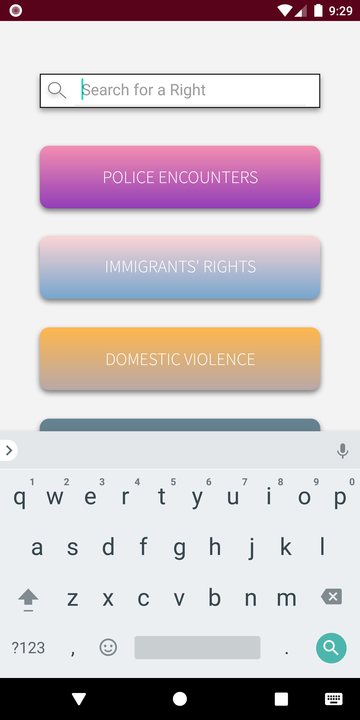 9:29
Search for a Right
POLICE ENCOUNTERS
IMMIGRANTS' RIGHTS
DOMESTIC VIOLENCE
1 2 3 4 5 6 7 8 9 0
q w e r t y u i o p
a s d f g h j k l
z x c v b n m
?123 , .